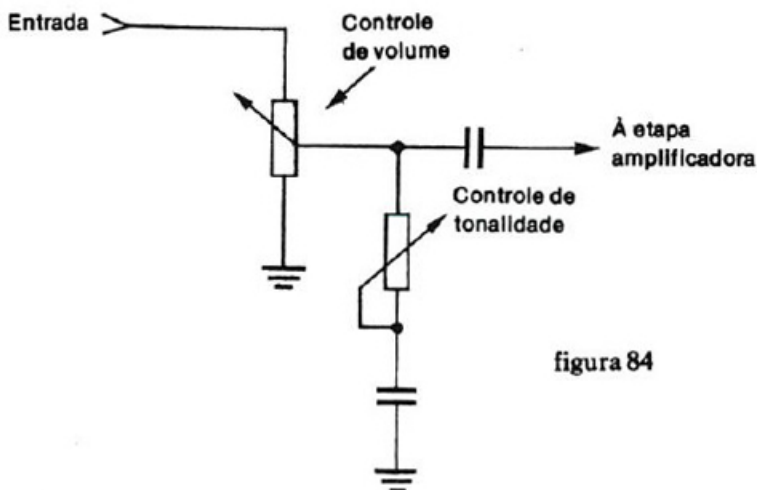 Entrada
Controle
de volume
À etapa
amplificadora
Controle de
tonalidade
figura 84